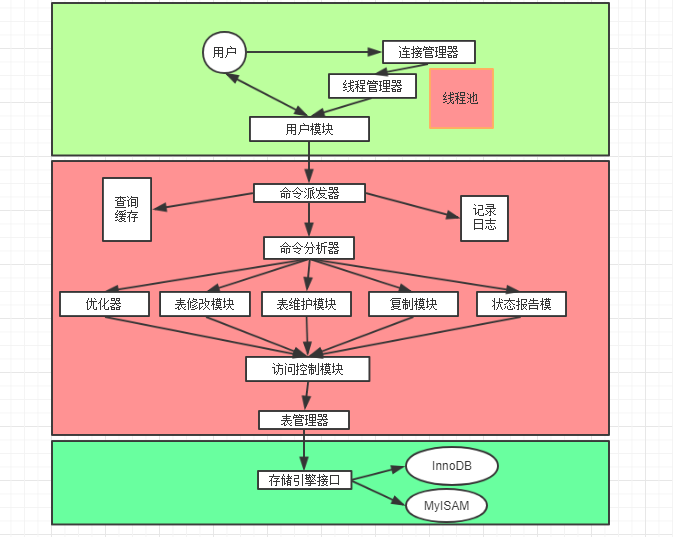 用户
连接管理器
线程管理器
线程池
用户模块
命令派发器
查询
缓存
记录
日志
命令分析器
优化器
表修改模块
表维护模块
复制模块
状态报告模
访问控制模块
表管理器
存储引擎接口
InnoDB
MyISAM